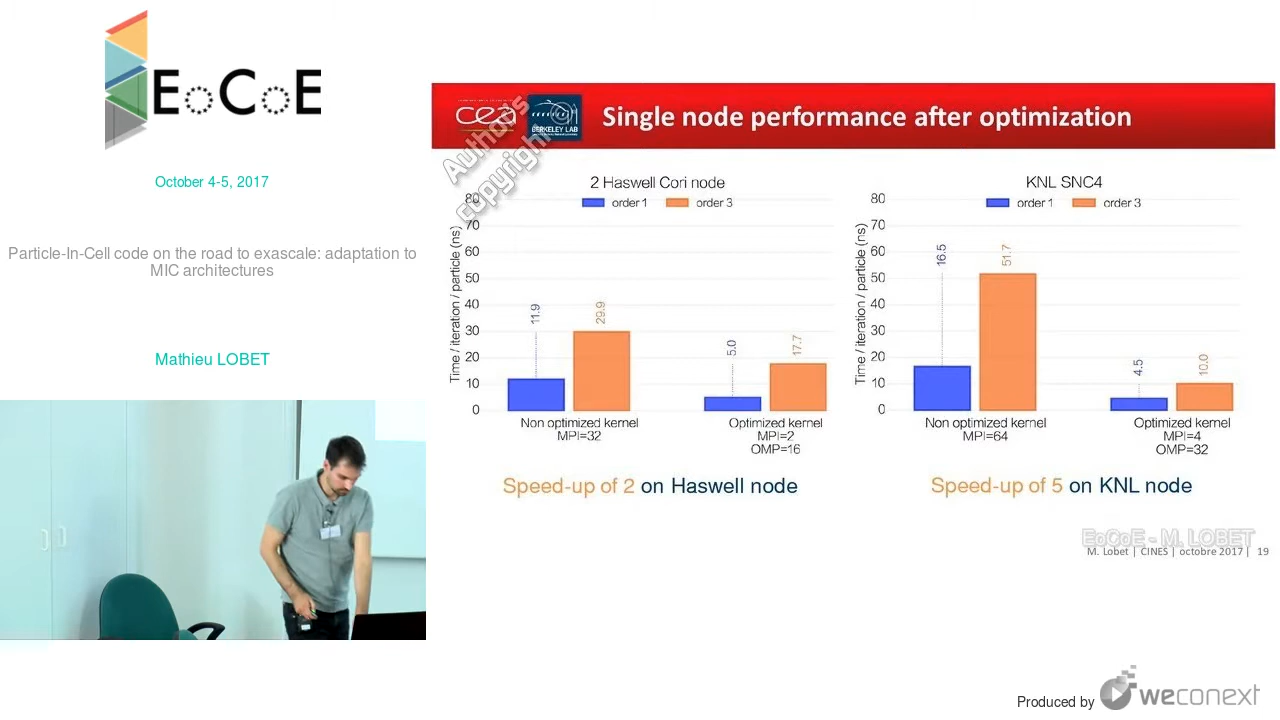 EoCoE
October 4-5, 2017
Particle-In-Cell code on the road to exascale: adaptation to
MIC architectures
Mathieu LOBET
cea
BERKELEY LAB
Single node performance after optimization
Author's
copyright @
2 Haswell Cori node
order 1
order 3
Time / iteration / particle (ns)
80
70
60
50
40
30
20
10
0
11.9
29.9
5.0
17.7
Non optimized kernel
MPI=32
Optimized kernel
MPI=2
OMP=16
Speed-up of 2 on Haswell node
KNL SNC4
order 1
order 3
Time / iteration / particle (ns)
80
70
60
50
40
30
20
10
0
16.5
51.7
4.5
10.0
Non optimized kernel
MPI=64
Optimized kernel
MPI=4
OMP=32
Speed-up of 5 on KNL node
EoCoE - M. LOBET
M. Lobet | CINES | octobre 2017 | 19
Produced by weconext